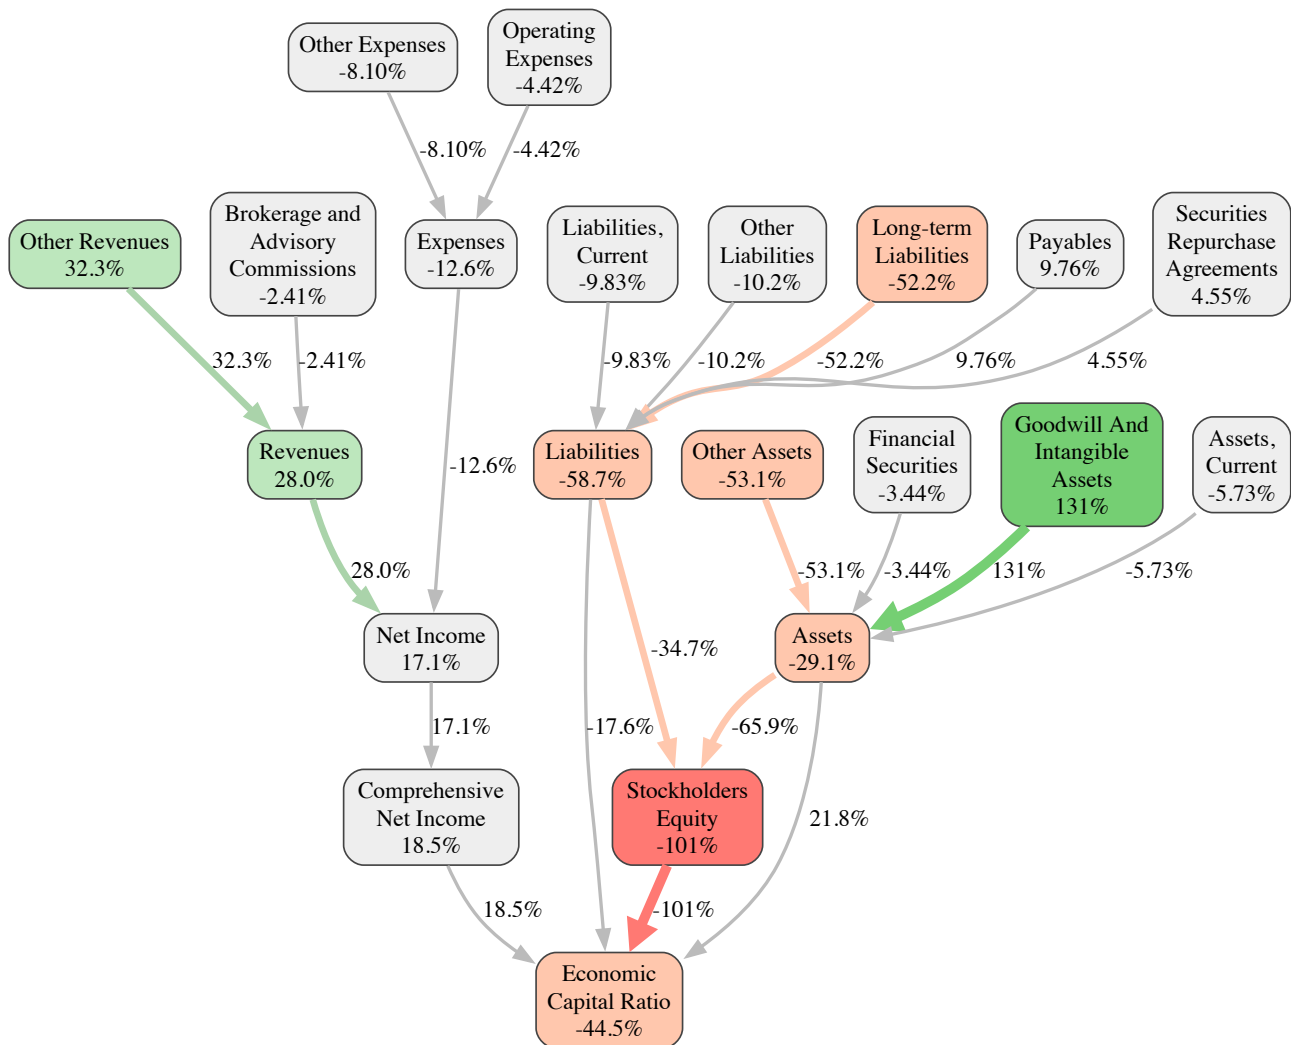 Other Expenses
-8.10%
Operating
Expenses
-4.42%
-8.10%
-4.42%
Other Revenues
32.3%
Brokerage and
Advisory
Commissions
-2.41%
Expenses
-12.6%
Liabilities,
Current
-9.83%
Other
Liabilities
-10.2%
Long-term
Liabilities
-52.2%
Payables
9.76%
Securities
Repurchase
Agreements
4.55%
32.3%
-2.41%
-9.83%
-10.2%
-52.2%
9.76%
4.55%
Revenues
28.0%
-12.6%
Liabilities
-58.7%
Other Assets
-53.1%
Financial
Securities
-3.44%
Goodwill And
Intangible
Assets
131%
Assets,
Current
-5.73%
28.0%
-53.1%
-3.44%
131%
-5.73%
Net Income
17.1%
-34.7%
Assets
-29.1%
17.1%
-17.6%
-65.9%
Comprehensive
Net Income
18.5%
Stockholders
Equity
-101%
21.8%
18.5%
-101%
Economic
Capital Ratio
-44.5%